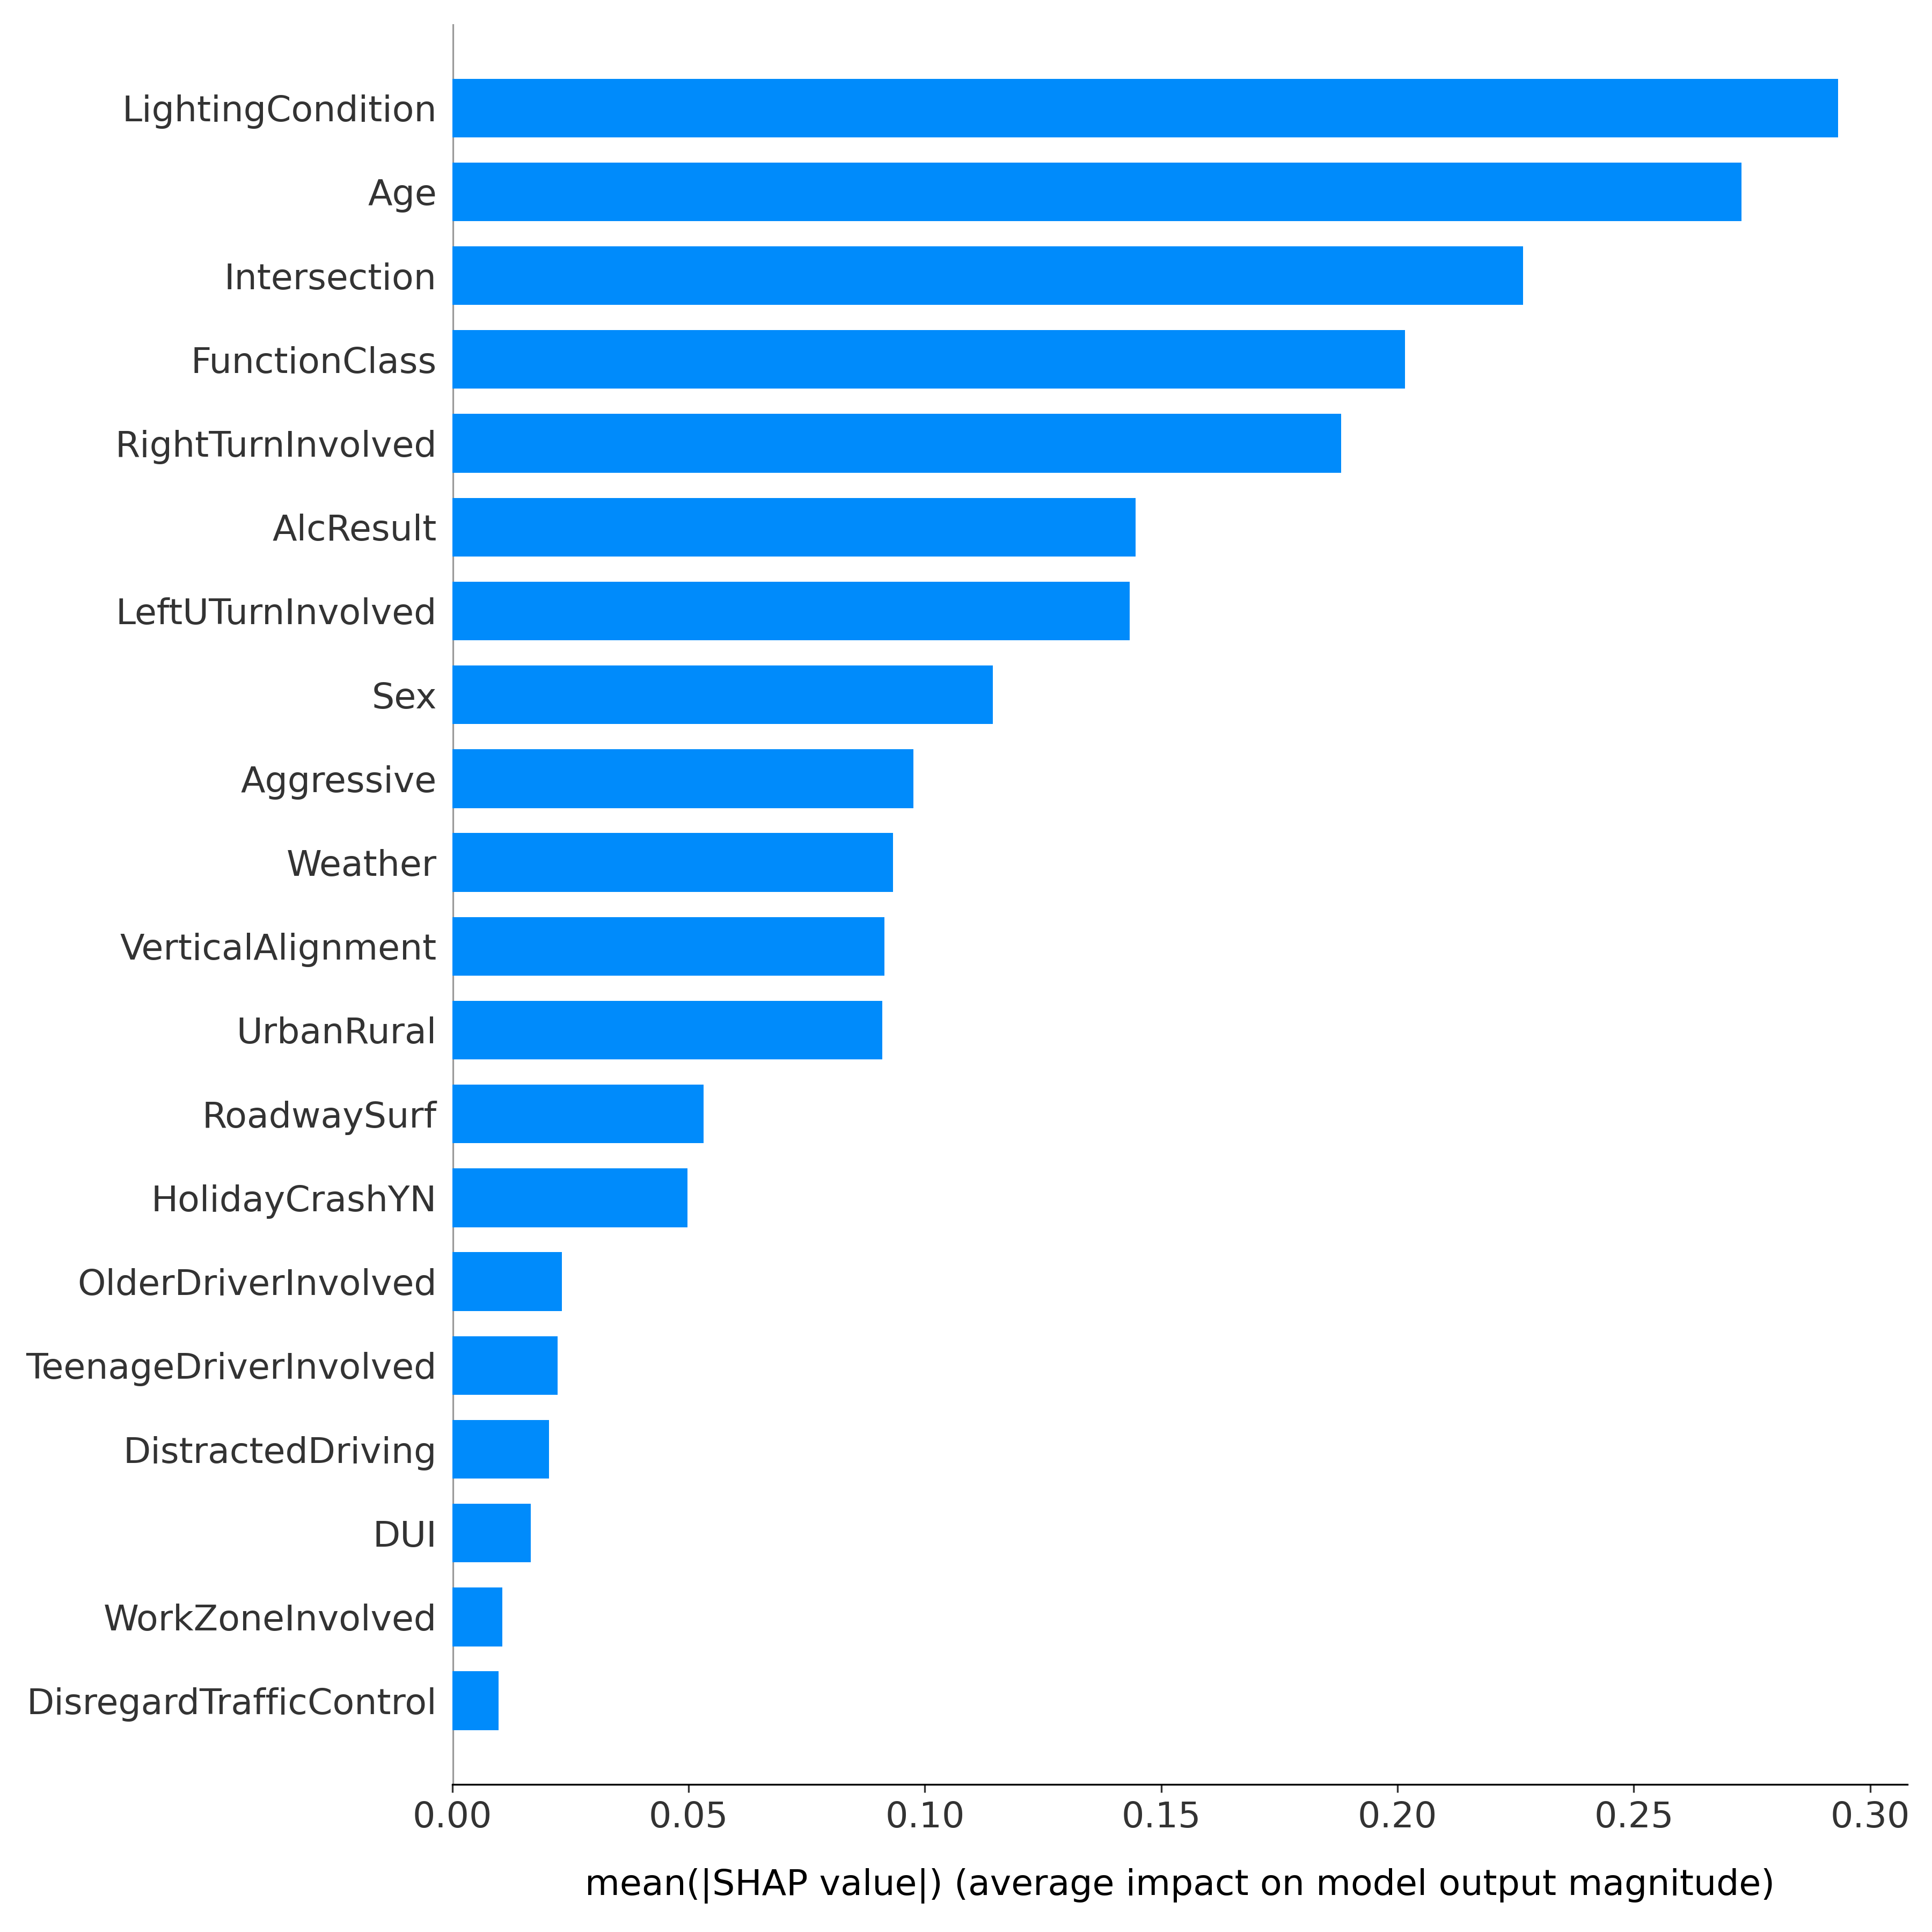 LightingCondition
Age
Intersection
FunctionClass
RightTurnInvolved
AlcResult
LeftUTurnInvolved
Sex
Aggressive
Weather
VerticalAlignment
UrbanRural
RoadwaySurf
HolidayCrashYN
OlderDriverInvolved
TeenageDriverInvolved
DistractedDriving
DUI
WorkZoneInvolved
DisregardTrafficControl
0.00 0.05 0.10 0.15 0.20 0.25 0.30
mean(|SHAP value|) (average impact on model output magnitude)